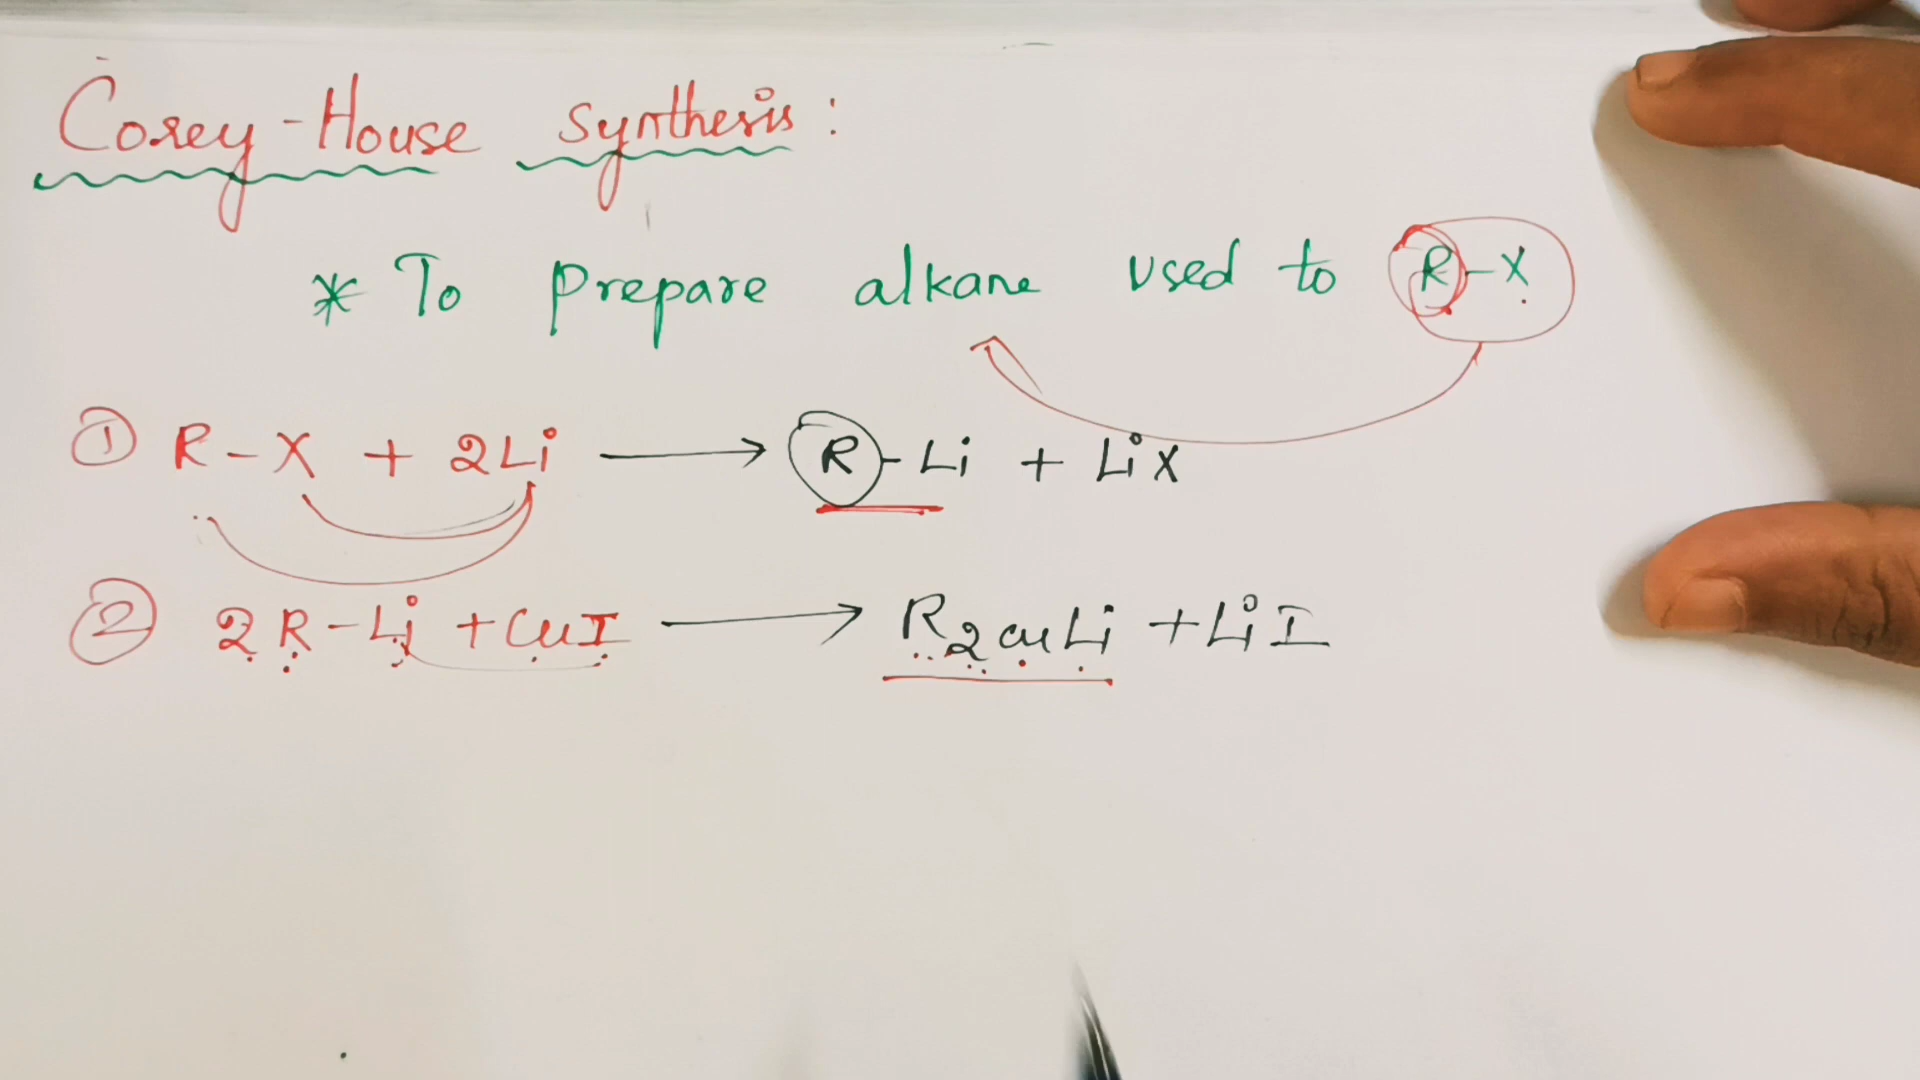 Corey-House Synthesis:
* To Prepare alkane used to R-X
① R-X + 2Li ⟶ R-Li + LiX
② 2R-Li + CuI ⟶ R₂CuLi + LiI